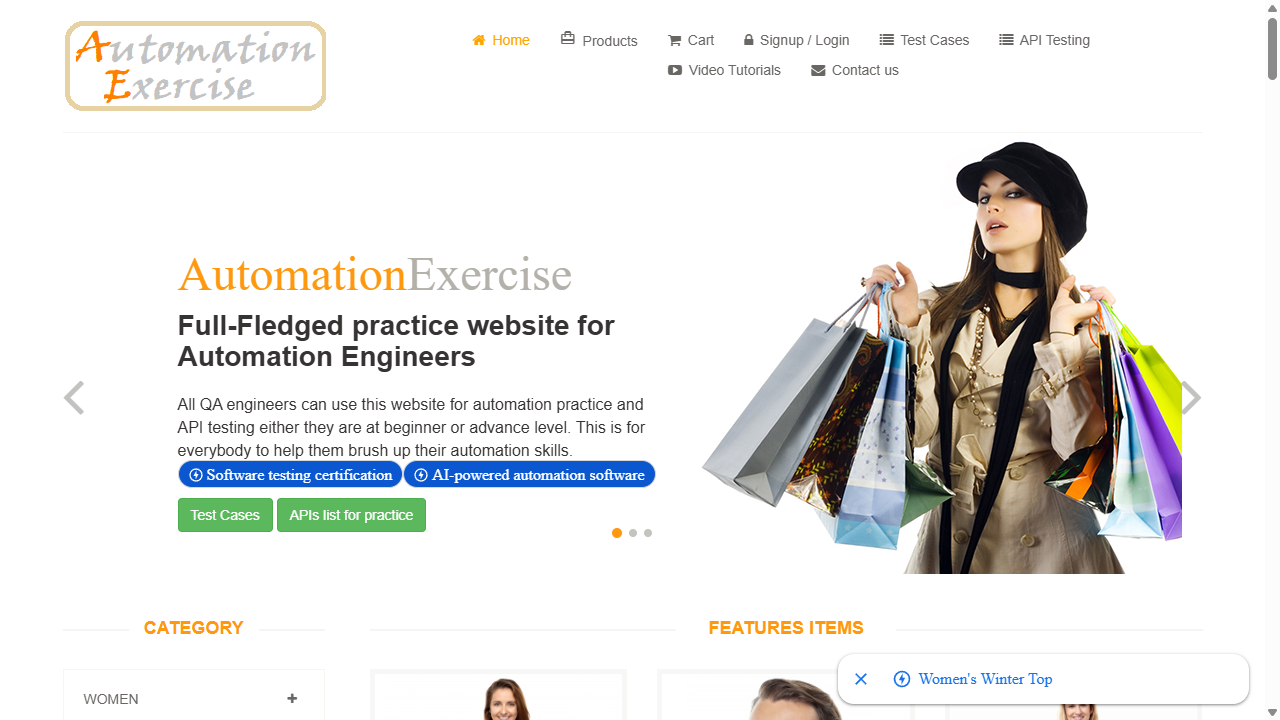 Automation
Exercise
Home
Products
Cart
Signup / Login
Test Cases
API Testing
Video Tutorials
Contact us
AutomationExercise
Full-Fledged practice website for
Automation Engineers
All QA engineers can use this website for automation practice and
API testing either they are at beginner or advance level. This is for
everybody to help them brush up their automation skills.
Software testing certification
AI-powered automation software
Test Cases
APIs list for practice
CATEGORY
FEATURES ITEMS
WOMEN
Women's Winter Top